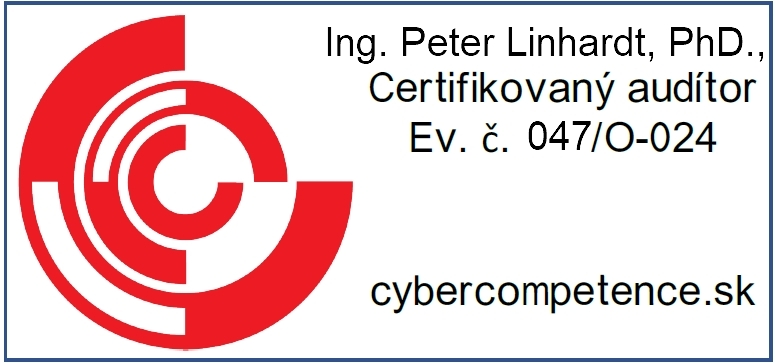 Ing. Peter Linhardt, PhD.,
Certifikovaný audítor
Ev. č. 047/O-024
cybercompetence.sk